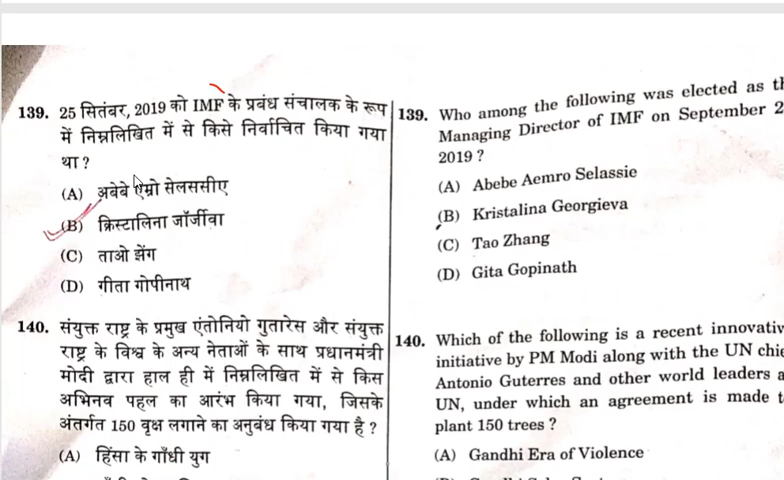 139. 25 सितंबर, 2019 को IMF के प्रबंध संचालक के रूप
में निम्नलिखित में से किसे निर्वाचित किया गया
था ?
(A) अबेबे ऐम्रो सेलससीए
(B) क्रिस्टालिना जॉर्जीवा
(C) ताओ झेंग
(D) गीता गोपीनाथ
140. संयुक्त राष्ट्र के प्रमुख एंतोनियो गुतारेस और संयुक्त
राष्ट्र के विश्व के अन्य नेताओं के साथ प्रधानमंत्री
मोदी द्वारा हाल ही में निम्नलिखित में से किस
अभिनव पहल का आरंभ किया गया, जिसके
अंतर्गत 150 वृक्ष लगाने का अनुबंध किया गया है ?
(A) हिंसा के गाँधी युग
139. Who among the following was elected as
Managing Director of IMF on September
2019 ?
(A) Abebe Aemro Selassie
(B) Kristalina Georgieva
(C) Tao Zhang
(D) Gita Gopinath
140. Which of the following is a recent
initiative by PM Modi along with the UN
Antonio Guterres and other world leaders
UN, under which an agreement is made
plant 150 trees ?
(A) Gandhi Era of Violence